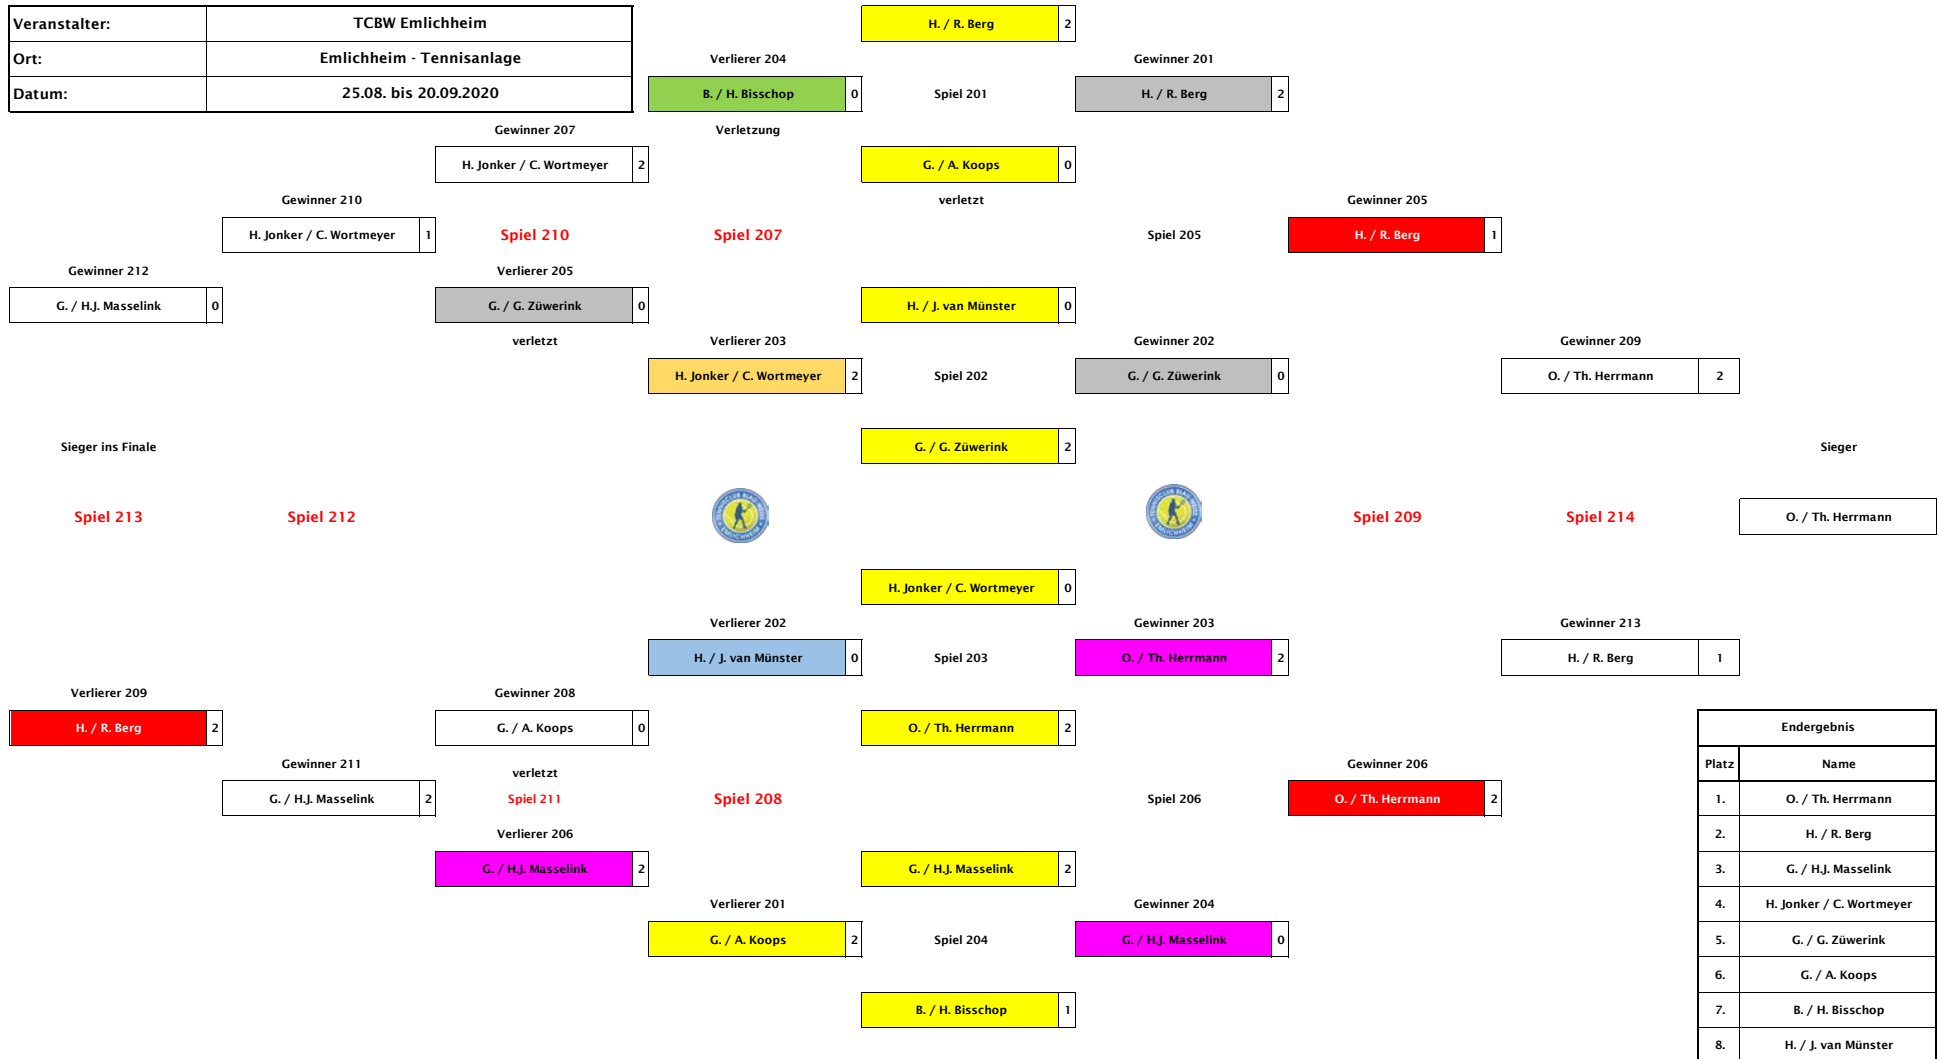 Veranstalter: TCBW Emlichheim H. / R. Berg 2
Ort: Emlichheim - Tennisanlage Verlierer 204 Gewinner 201
Datum: 25.08. bis 20.09.2020 B. / H. Bisschop 0 Spiel 201 H. / R. Berg 2
Gewinner 207 Verletzung
H. Jonker / C. Wortmeyer 2 G. / A. Koops 0
Gewinner 210 verletzt Gewinner 205
H. Jonker / C. Wortmeyer 1 Spiel 210 Spiel 207 Spiel 205 H. / R. Berg 1
Gewinner 212 Verlierer 205
G. / H.J. Masselink 0 G. / G. Züwerink 0 H. / J. van Münster 0
verletzt Verlierer 203 Gewinner 202 Gewinner 209
H. Jonker / C. Wortmeyer 2 Spiel 202 G. / G. Züwerink 0 O. / Th. Herrmann 2
Sieger ins Finale G. / G. Züwerink 2 Sieger
Spiel 213 Spiel 212 Spiel 209 Spiel 214 O. / Th. Herrmann
H. Jonker / C. Wortmeyer 0
Verlierer 202 Gewinner 203 Gewinner 213
H. / J. van Münster 0 Spiel 203 O. / Th. Herrmann 2 H. / R. Berg 1
Verlierer 209 Gewinner 208
H. / R. Berg 2 G. / A. Koops 0 O. / Th. Herrmann 2 Endergebnis
Gewinner 211 verletzt Gewinner 206 Platz Name
G. / H.J. Masselink 2 Spiel 211 Spiel 208 Spiel 206 O. / Th. Herrmann 2 1. O. / Th. Herrmann
Verlierer 206 2. H. / R. Berg
G. / H.J. Masselink 2 G. / H.J. Masselink 2 3. G. / H.J. Masselink
Verlierer 201 Gewinner 204 4. H. Jonker / C. Wortmeyer
G. / A. Koops 2 Spiel 204 G. / H.J. Masselink 0 5. G. / G. Züwerink
6. G. / A. Koops
B. / H. Bisschop 1 7. B. / H. Bisschop
8. H. / J. van Münster